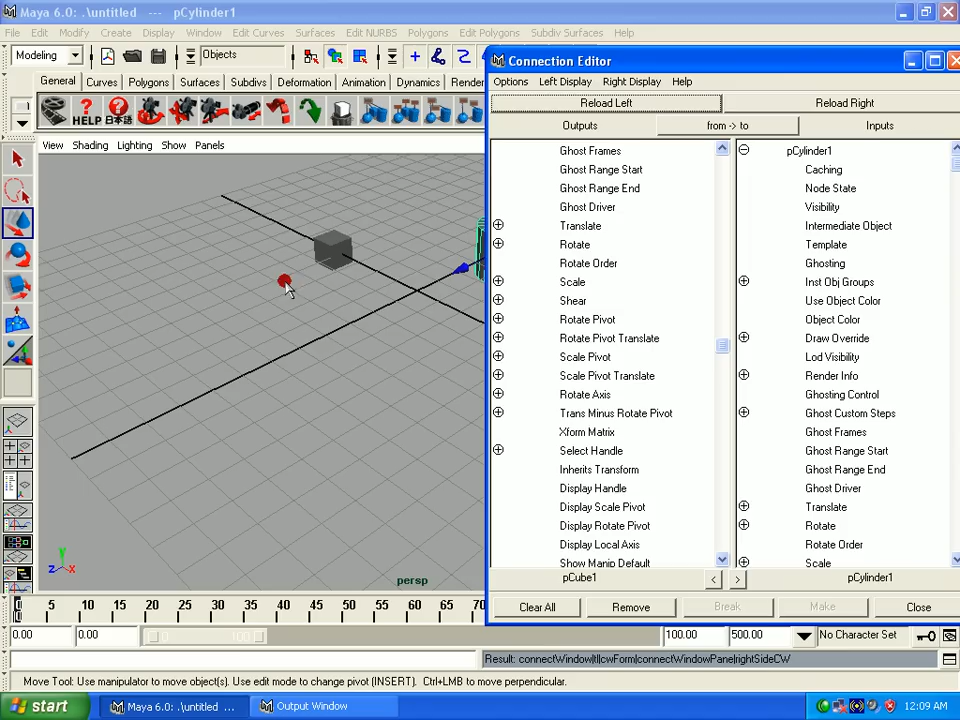 Maya 6.0: .\untitled --- pCylinder1
File Edit Modify Create Display Window Edit Curves Surfaces Edit NURBS Polygons Edit Polygons Subdiv Surfaces Help
Modeling Objects
General Curves Polygons Surfaces Subdivs Deformation Animation Dynamics Render
HELP 日本語
View Shading Lighting Show Panels
persp
y
z x
Connection Editor
Options Left Display Right Display Help
Reload Left Reload Right
Outputs from -> to Inputs
Ghost Frames
Ghost Range Start
Ghost Range End
Ghost Driver
Translate
Rotate
Rotate Order
Scale
Shear
Rotate Pivot
Rotate Pivot Translate
Scale Pivot
Scale Pivot Translate
Rotate Axis
Trans Minus Rotate Pivot
Xform Matrix
Select Handle
Inherits Transform
Display Handle
Display Scale Pivot
Display Rotate Pivot
Display Local Axis
Show Manip Default
pCylinder1
Caching
Node State
Visibility
Intermediate Object
Template
Ghosting
Inst Obj Groups
Use Object Color
Object Color
Draw Override
Lod Visibility
Render Info
Ghosting Control
Ghost Custom Steps
Ghost Frames
Ghost Range Start
Ghost Range End
Ghost Driver
Translate
Rotate
Rotate Order
Scale
pCube1 < > pCylinder1
Clear All Remove Break Make Close
5 10 15 20 25 30 35 40 45 50 55 60 65 70
0.00 0.00 0 100 100.00 500.00 No Character Set
Result: connectWindow|tl|cwForm|connectWindowPane|rightSideCW
Move Tool: Use manipulator to move object(s). Use edit mode to change pivot (INSERT). Ctrl+LMB to move perpendicular.
start Maya 6.0: .\untitled ... Output Window 12:09 AM